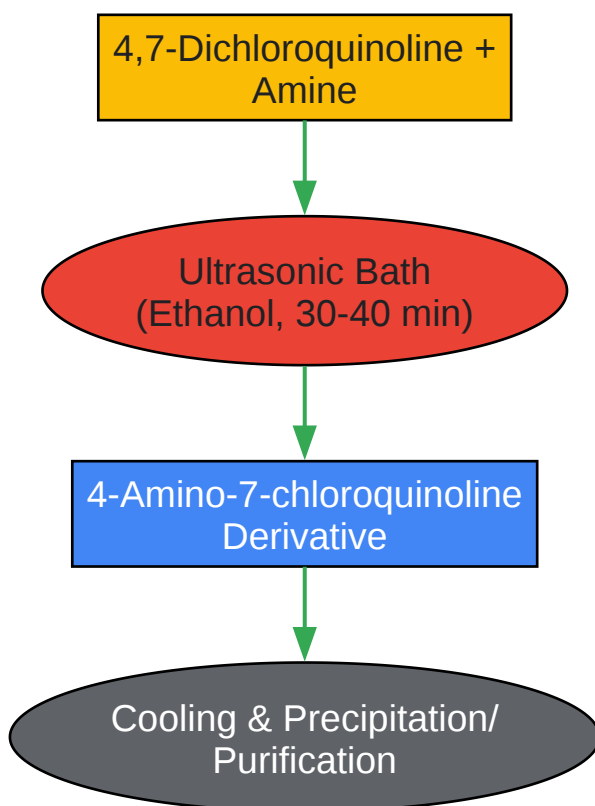 4,7-Dichloroquinoline +
Amine
Ultrasonic Bath
(Ethanol, 30-40 min)
4-Amino-7-chloroquinoline
Derivative
Cooling & Precipitation/
Purification